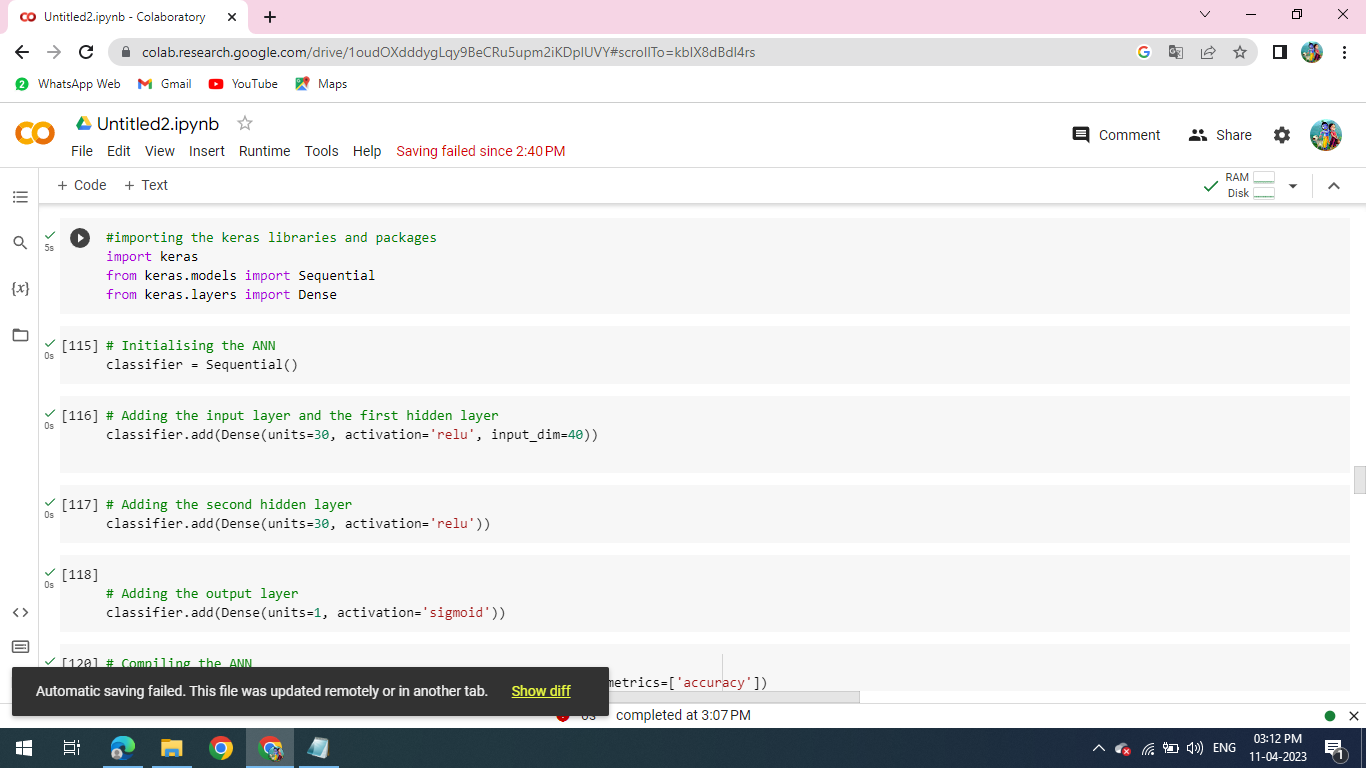 Untitled2.ipynb - Colaboratory
colab.research.google.com/drive/1oudOXdddygLqy9BeCRu5upm2iKDplUVY#scrollTo=kbIX8dBdI4rs
2 WhatsApp Web Gmail YouTube Maps
CO Untitled2.ipynb
Comment Share
File Edit View Insert Runtime Tools Help Saving failed since 2:40 PM
+ Code + Text
RAM
Disk
5s
#importing the keras libraries and packages
import keras
from keras.models import Sequential
from keras.layers import Dense
{x}
0s
[115] # Initialising the ANN
classifier = Sequential()
0s
[116] # Adding the input layer and the first hidden layer
classifier.add(Dense(units=30, activation='relu', input_dim=40))
0s
[117] # Adding the second hidden layer
classifier.add(Dense(units=30, activation='relu'))
0s
[118]
# Adding the output layer
classifier.add(Dense(units=1, activation='sigmoid'))
<>
[120] # Compiling the ANN
metrics=['accuracy'])
Automatic saving failed. This file was updated remotely or in another tab. Show diff
0s completed at 3:07 PM
ENG
03:12 PM
11-04-2023
1